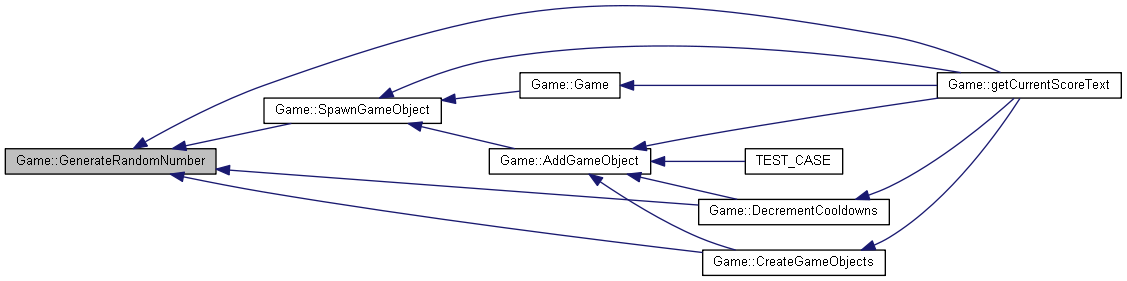 Game::getCurrentScoreText
Game::Game
Game::SpawnGameObject
Game::GenerateRandomNumber
Game::AddGameObject
TEST_CASE
Game::DecrementCooldowns
Game::CreateGameObjects